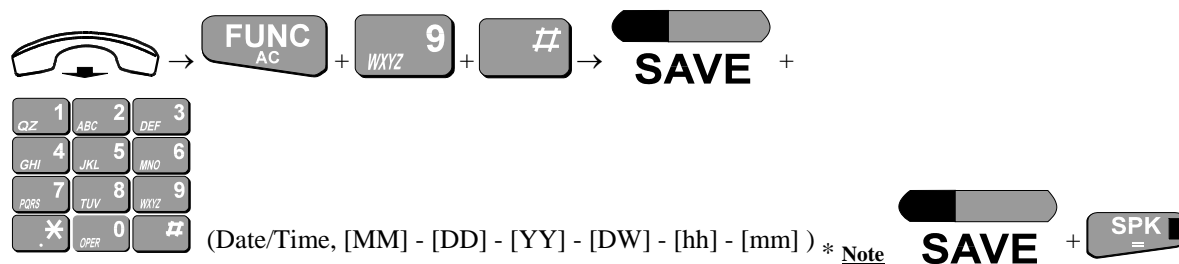 → FUNC AC + WXYZ 9 + # → SAVE +
QZ 1 ABC 2 DEF 3
GHI 4 JKL 5 MNO 6
PQRS 7 TUV 8 WXYZ 9
.* OPER 0 # (Date/Time, [MM] - [DD] - [YY] - [DW] - [hh] - [mm] ) * Note SAVE + SPK =